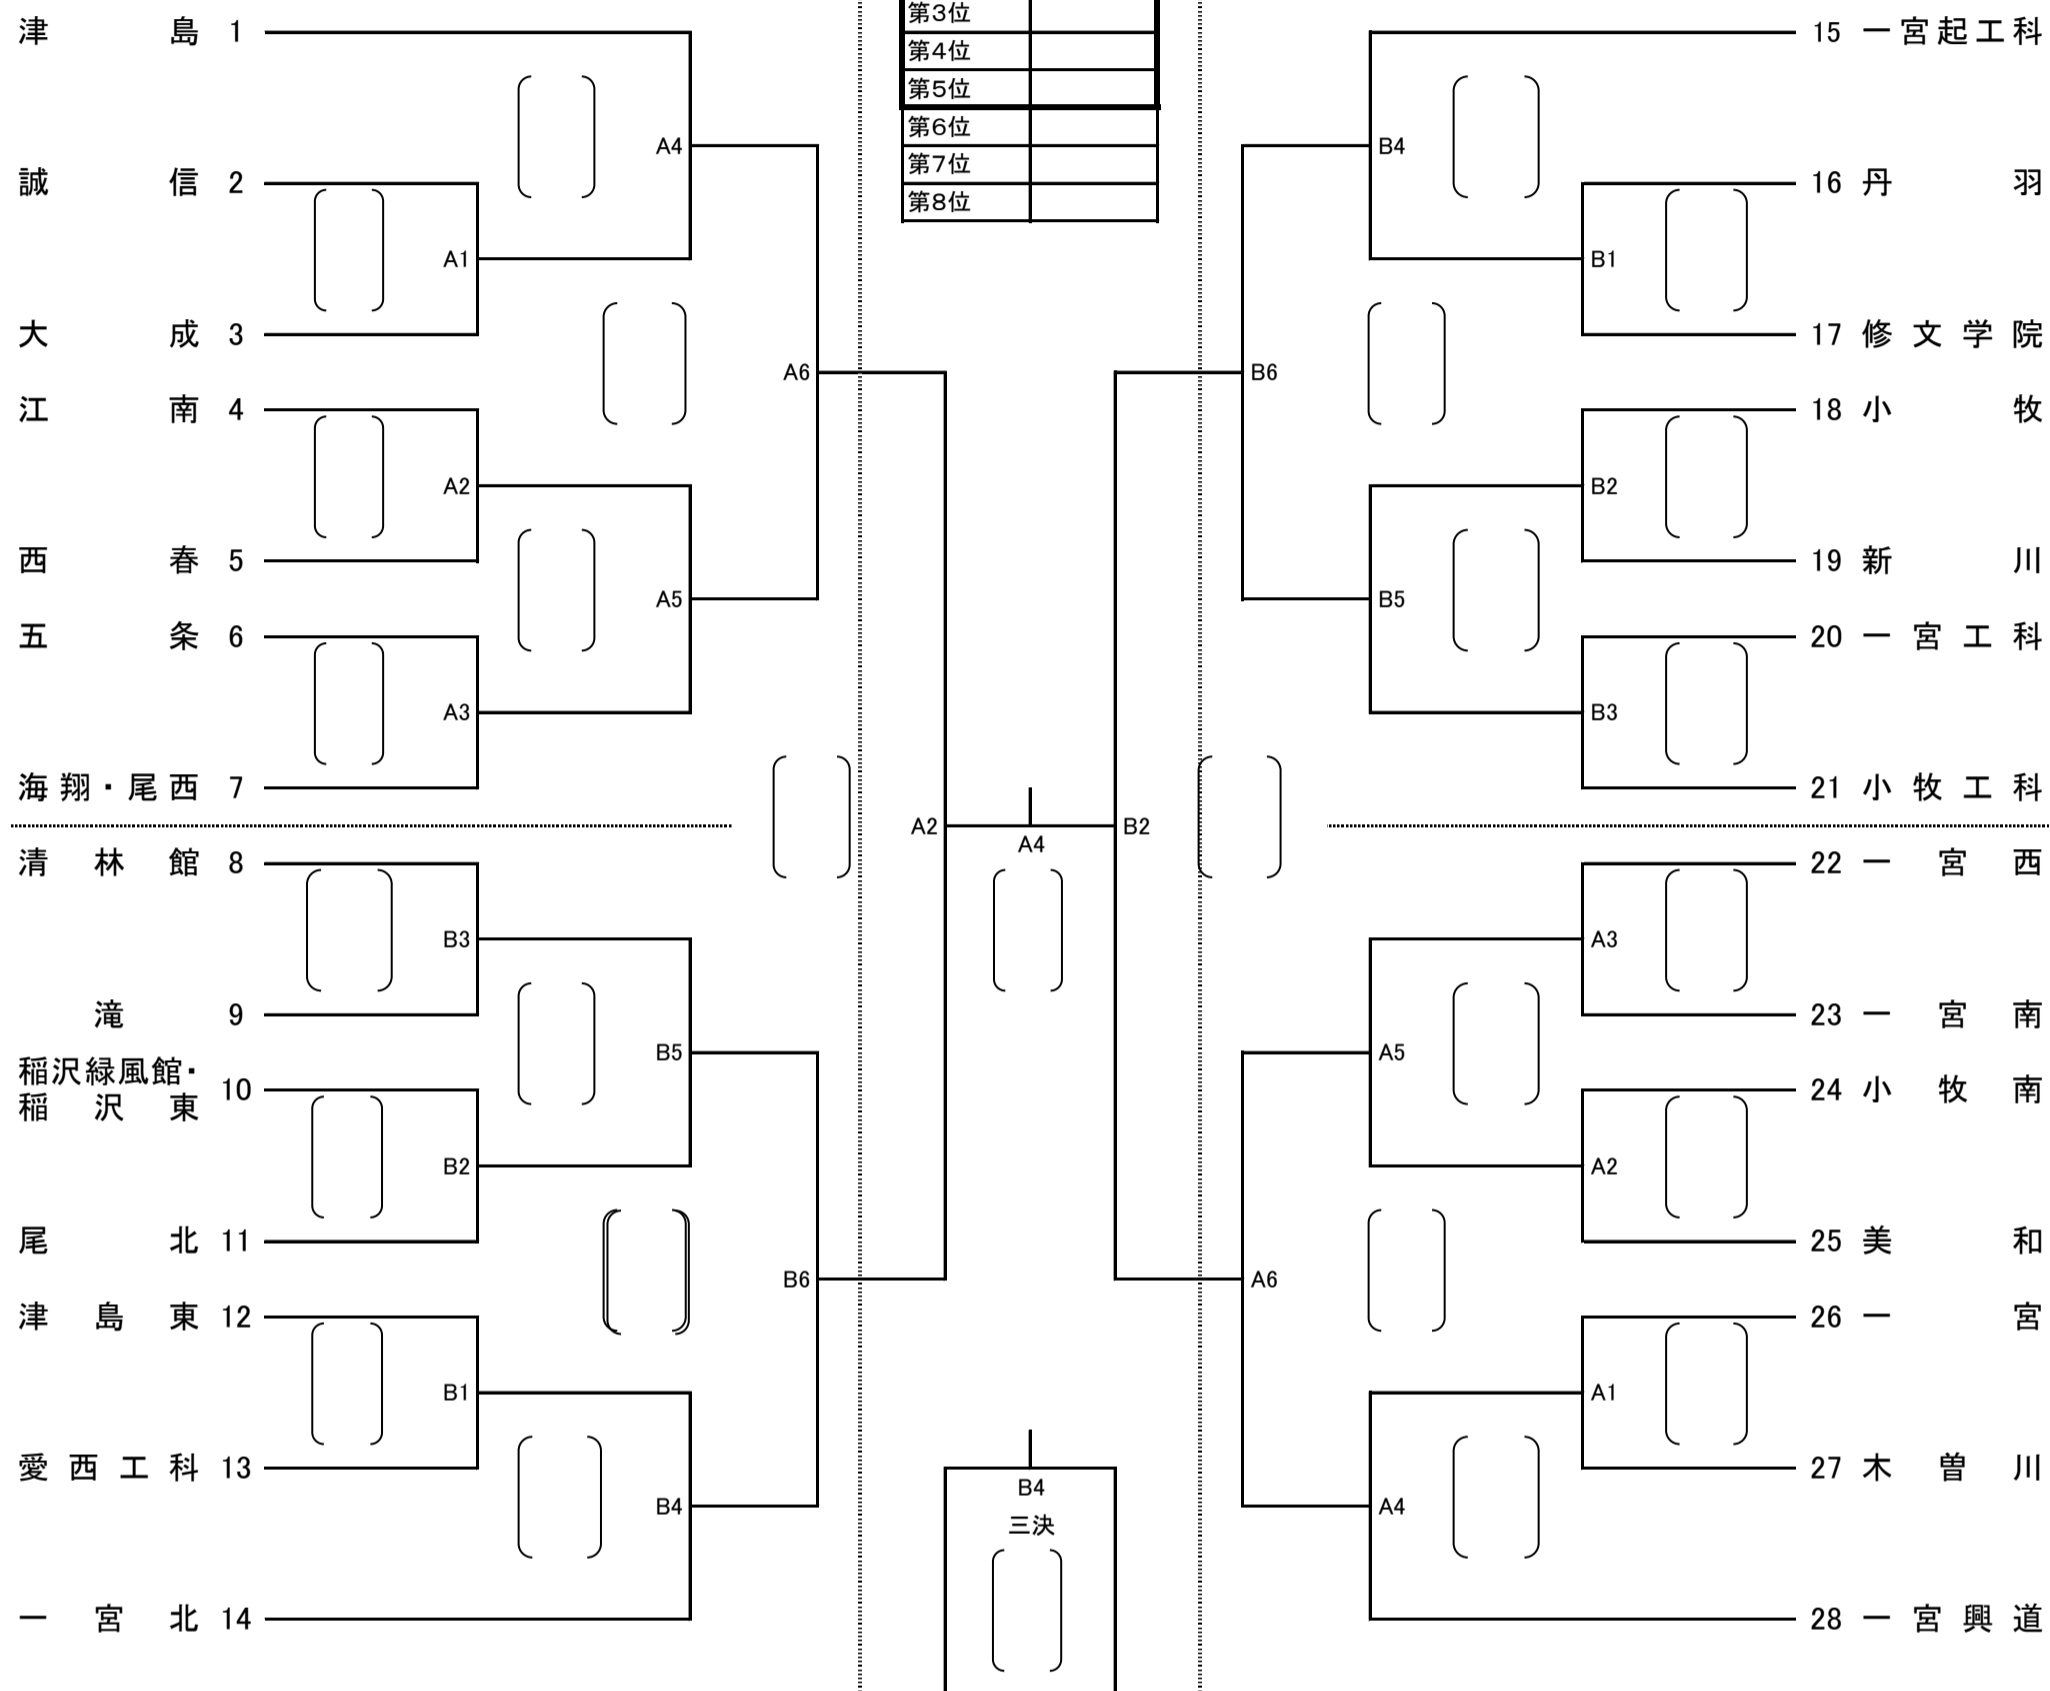 第3位
第4位
第5位
第6位
第7位
第8位
津島 1
A4
誠信 2
A1
大成 3
A6
江南 4
A2
西春 5
A5
五条 6
A3
海翔・尾西 7
清林館 8
B3
滝 9
B5
稲沢緑風館・
稲沢東 10
B2
尾北 11
B6
津島東 12
B1
愛西工科 13
B4
一宮北 14
A2
A4
B2
B4
三決
15 一宮起工科
B4
16 丹羽
B1
17 修文学院
B6
18 小牧
B2
19 新川
B5
20 一宮工科
B3
21 小牧工科
22 一宮西
A3
23 一宮南
A5
24 小牧南
A2
25 美和
A6
26 一宮
A1
27 木曽川
A4
28 一宮興道